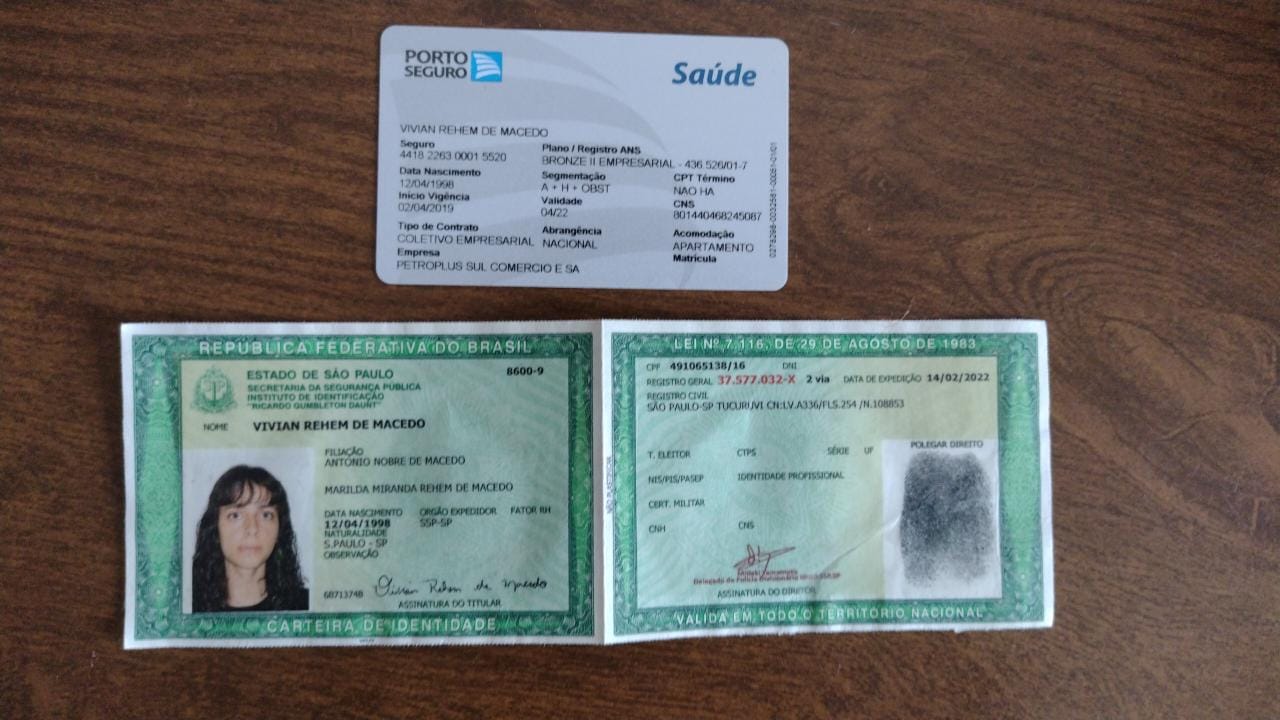 PORTO SEGURO
Saúde
VIVIAN REHEM DE MACEDO
Seguro Plano / Registro ANS
4418 2263 0001 5520 BRONZE II EMPRESARIAL - 436.526/01-7
Data Nascimento Segmentação CPT Término
12/04/1998 A + H + OBST NAO HA
Início Vigência Validade CNS
02/04/2019 04/22 801440468245087
Tipo de Contrato Abrangência Acomodação
COLETIVO EMPRESARIAL NACIONAL APARTAMENTO
Empresa Matrícula
PETROPLUS SUL COMERCIO E SA
REPÚBLICA FEDERATIVA DO BRASIL
ESTADO DE SÃO PAULO 8600-9
SECRETARIA DA SEGURANÇA PÚBLICA
INSTITUTO DE IDENTIFICAÇÃO
"RICARDO GUMBLETON DAUNT"
NOME VIVIAN REHEM DE MACEDO
FILIAÇÃO
ANTÔNIO NOBRE DE MACEDO
MARILDA MIRANDA REHEM DE MACEDO
DATA NASCIMENTO ORGÃO EXPEDIDOR FATOR RH
12/04/1998 SSP-SP
NATURALIDADE
S.PAULO - SP
OBSERVAÇÃO
68713748 Vivian Rehem de Macedo
ASSINATURA DO TITULAR
CARTEIRA DE IDENTIDADE
LEI Nº 7.116, DE 29 DE AGOSTO DE 1983
CPF 491065138/16 DNI
REGISTRO GERAL 37.577.032-X 2 via DATA DE EXPEDIÇÃO 14/02/2022
REGISTRO CIVIL
SÃO PAULO-SP TUCURUVI CN:LV.A336/FLS.254 /N.108853
POLEGAR DIREITO
T. ELEITOR CTPS SÉRIE UF
NIS/PIS/PASEP IDENTIDADE PROFISSIONAL
CERT. MILITAR
CNH CNS
Delegado de Polícia Divisionário
ASSINATURA DO DIRETOR
VALIDA EM TODO O TERRITÓRIO NACIONAL